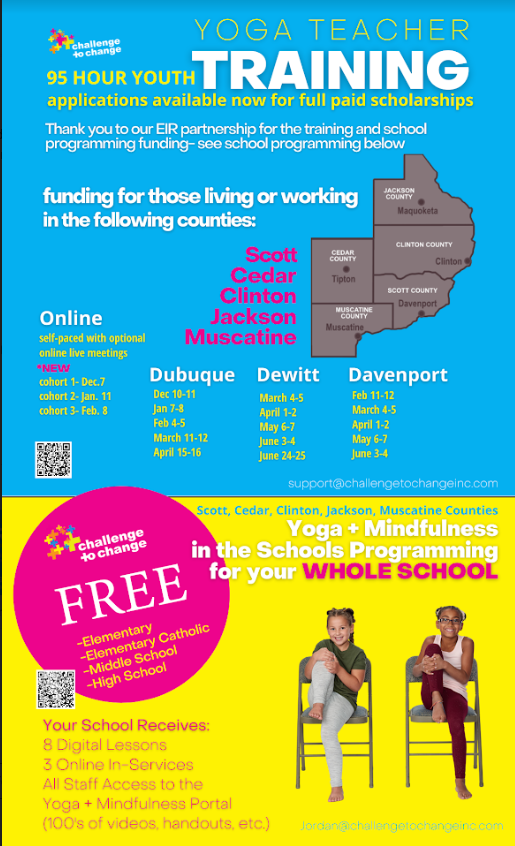 challenge
to change
YOGA TEACHER
95 HOUR YOUTH TRAINING
applications available now for full paid scholarships
Thank you to our EIR partnership for the training and school
programming funding- see school programming below
funding for those living or working
in the following counties:
Scott
Cedar
Clinton
Jackson
Muscatine
JACKSON
COUNTY
Maquoketa
CLINTON COUNTY
Clinton
CEDAR
COUNTY
Tipton
SCOTT COUNTY
Davenport
MUSCATINE
COUNTY
Muscatine
Online
self-paced with optional
online live meetings
*NEW
cohort 1- Dec.7
cohort 2- Jan. 11
cohort 3- Feb. 8
Dubuque
Dec 10-11
Jan 7-8
Feb 4-5
March 11-12
April 15-16
Dewitt
March 4-5
April 1-2
May 6-7
June 3-4
June 24-25
Davenport
Feb 11-12
March 4-5
April 1-2
May 6-7
June 3-4
support@challengetochangeinc.com
Scott, Cedar, Clinton, Jackson, Muscatine Counties
Yoga + Mindfulness
in the Schools Programming
for your WHOLE SCHOOL
challenge
to change
FREE
-Elementary
-Elementary Catholic
-Middle School
-High School
Your School Receives:
8 Digital Lessons
3 Online In-Services
All Staff Access to the
Yoga + Mindfulness Portal
(100's of videos, handouts, etc.)
Jordan@challengetochangeinc.com